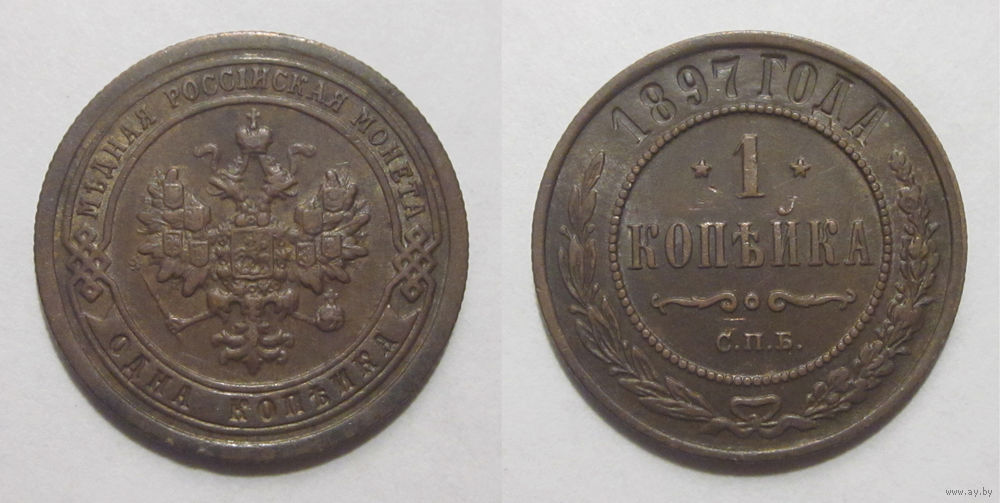 МѢДНАЯ РОССІЙСКАЯ МОНЕТА
ОДНА КОПѢЙКА
1897 ГОДА
1
КОПѢЙКА
С.П.Б.
www.ay.by